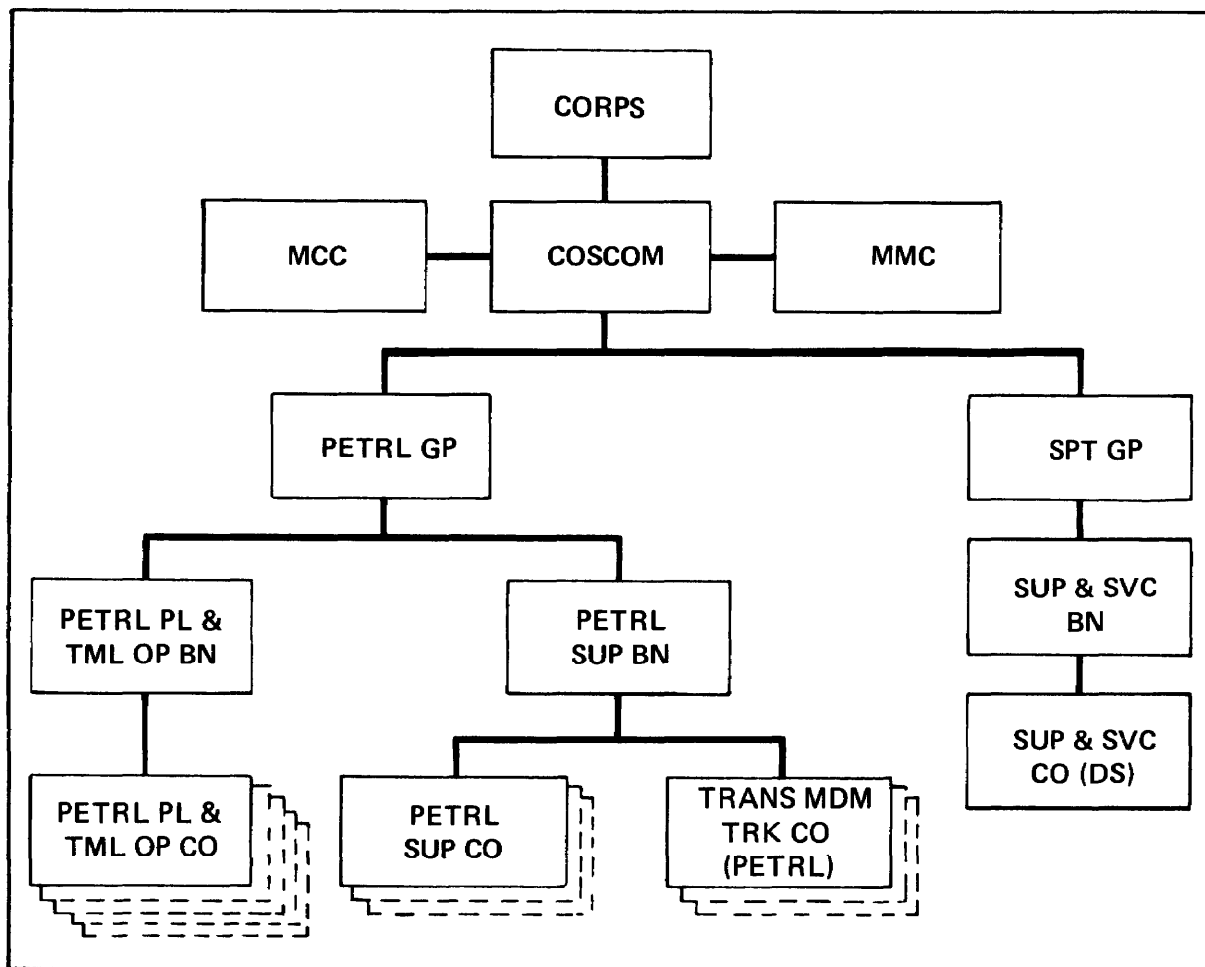 CORPS
MCC
COSCOM
MMC
PETRL GP
SPT GP
PETRL PL &
TML OP BN
PETRL
SUP BN
SUP & SVC
BN
PETRL PL &
TML OP CO
PETRL
SUP CO
TRANS MDM
TRK CO
(PETRL)
SUP & SVC
CO (DS)